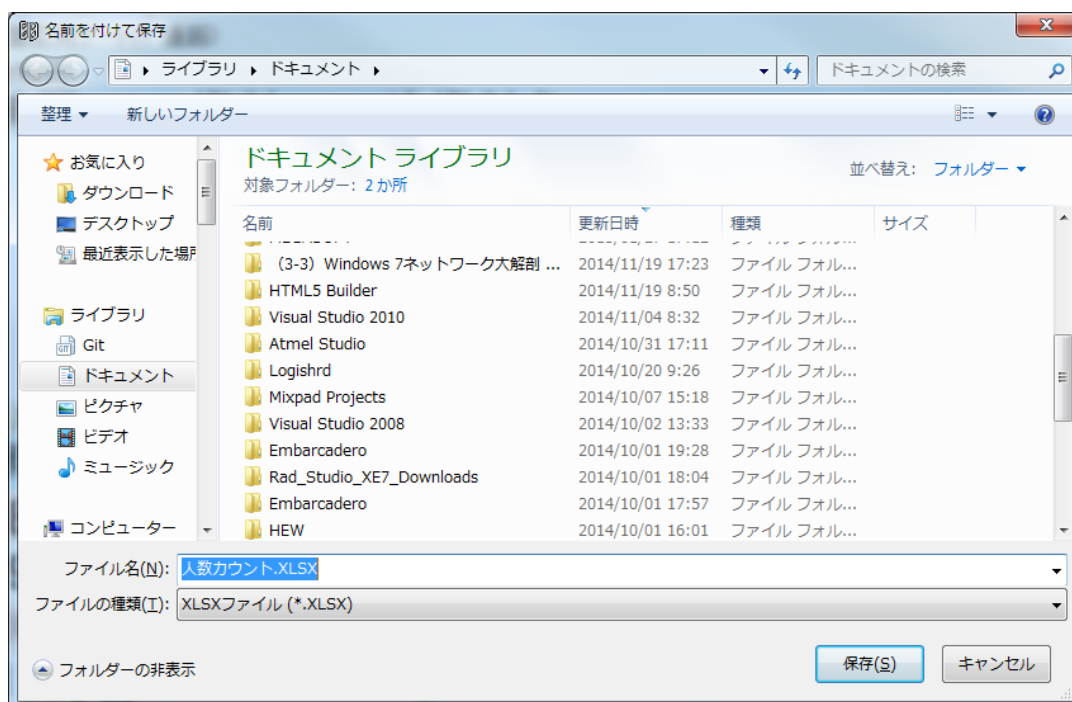 名前を付けて保存
ライブラリ ドキュメント
ドキュメントの検索
整理 新しいフォルダー
お気に入り
ダウンロード
デスクトップ
最近表示した場所
ライブラリ
Git
ドキュメント
ピクチャ
ビデオ
ミュージック
コンピューター
ドキュメント ライブラリ
対象フォルダー: 2 か所
並べ替え: フォルダー
名前 更新日時 種類 サイズ
(3-3) Windows 7ネットワーク大解剖 ... 2014/11/19 17:23 ファイル フォル...
HTML5 Builder 2014/11/19 8:50 ファイル フォル...
Visual Studio 2010 2014/11/04 8:32 ファイル フォル...
Atmel Studio 2014/10/31 17:11 ファイル フォル...
Logishrd 2014/10/20 9:26 ファイル フォル...
Mixpad Projects 2014/10/07 15:18 ファイル フォル...
Visual Studio 2008 2014/10/02 13:33 ファイル フォル...
Embarcadero 2014/10/01 19:28 ファイル フォル...
Rad_Studio_XE7_Downloads 2014/10/01 18:04 ファイル フォル...
Embarcadero 2014/10/01 17:57 ファイル フォル...
HEW 2014/10/01 16:01 ファイル フォル...
ファイル名(N): 人数カウント.XLSX
ファイルの種類(T): XLSXファイル (*.XLSX)
フォルダーの非表示
保存(S) キャンセル